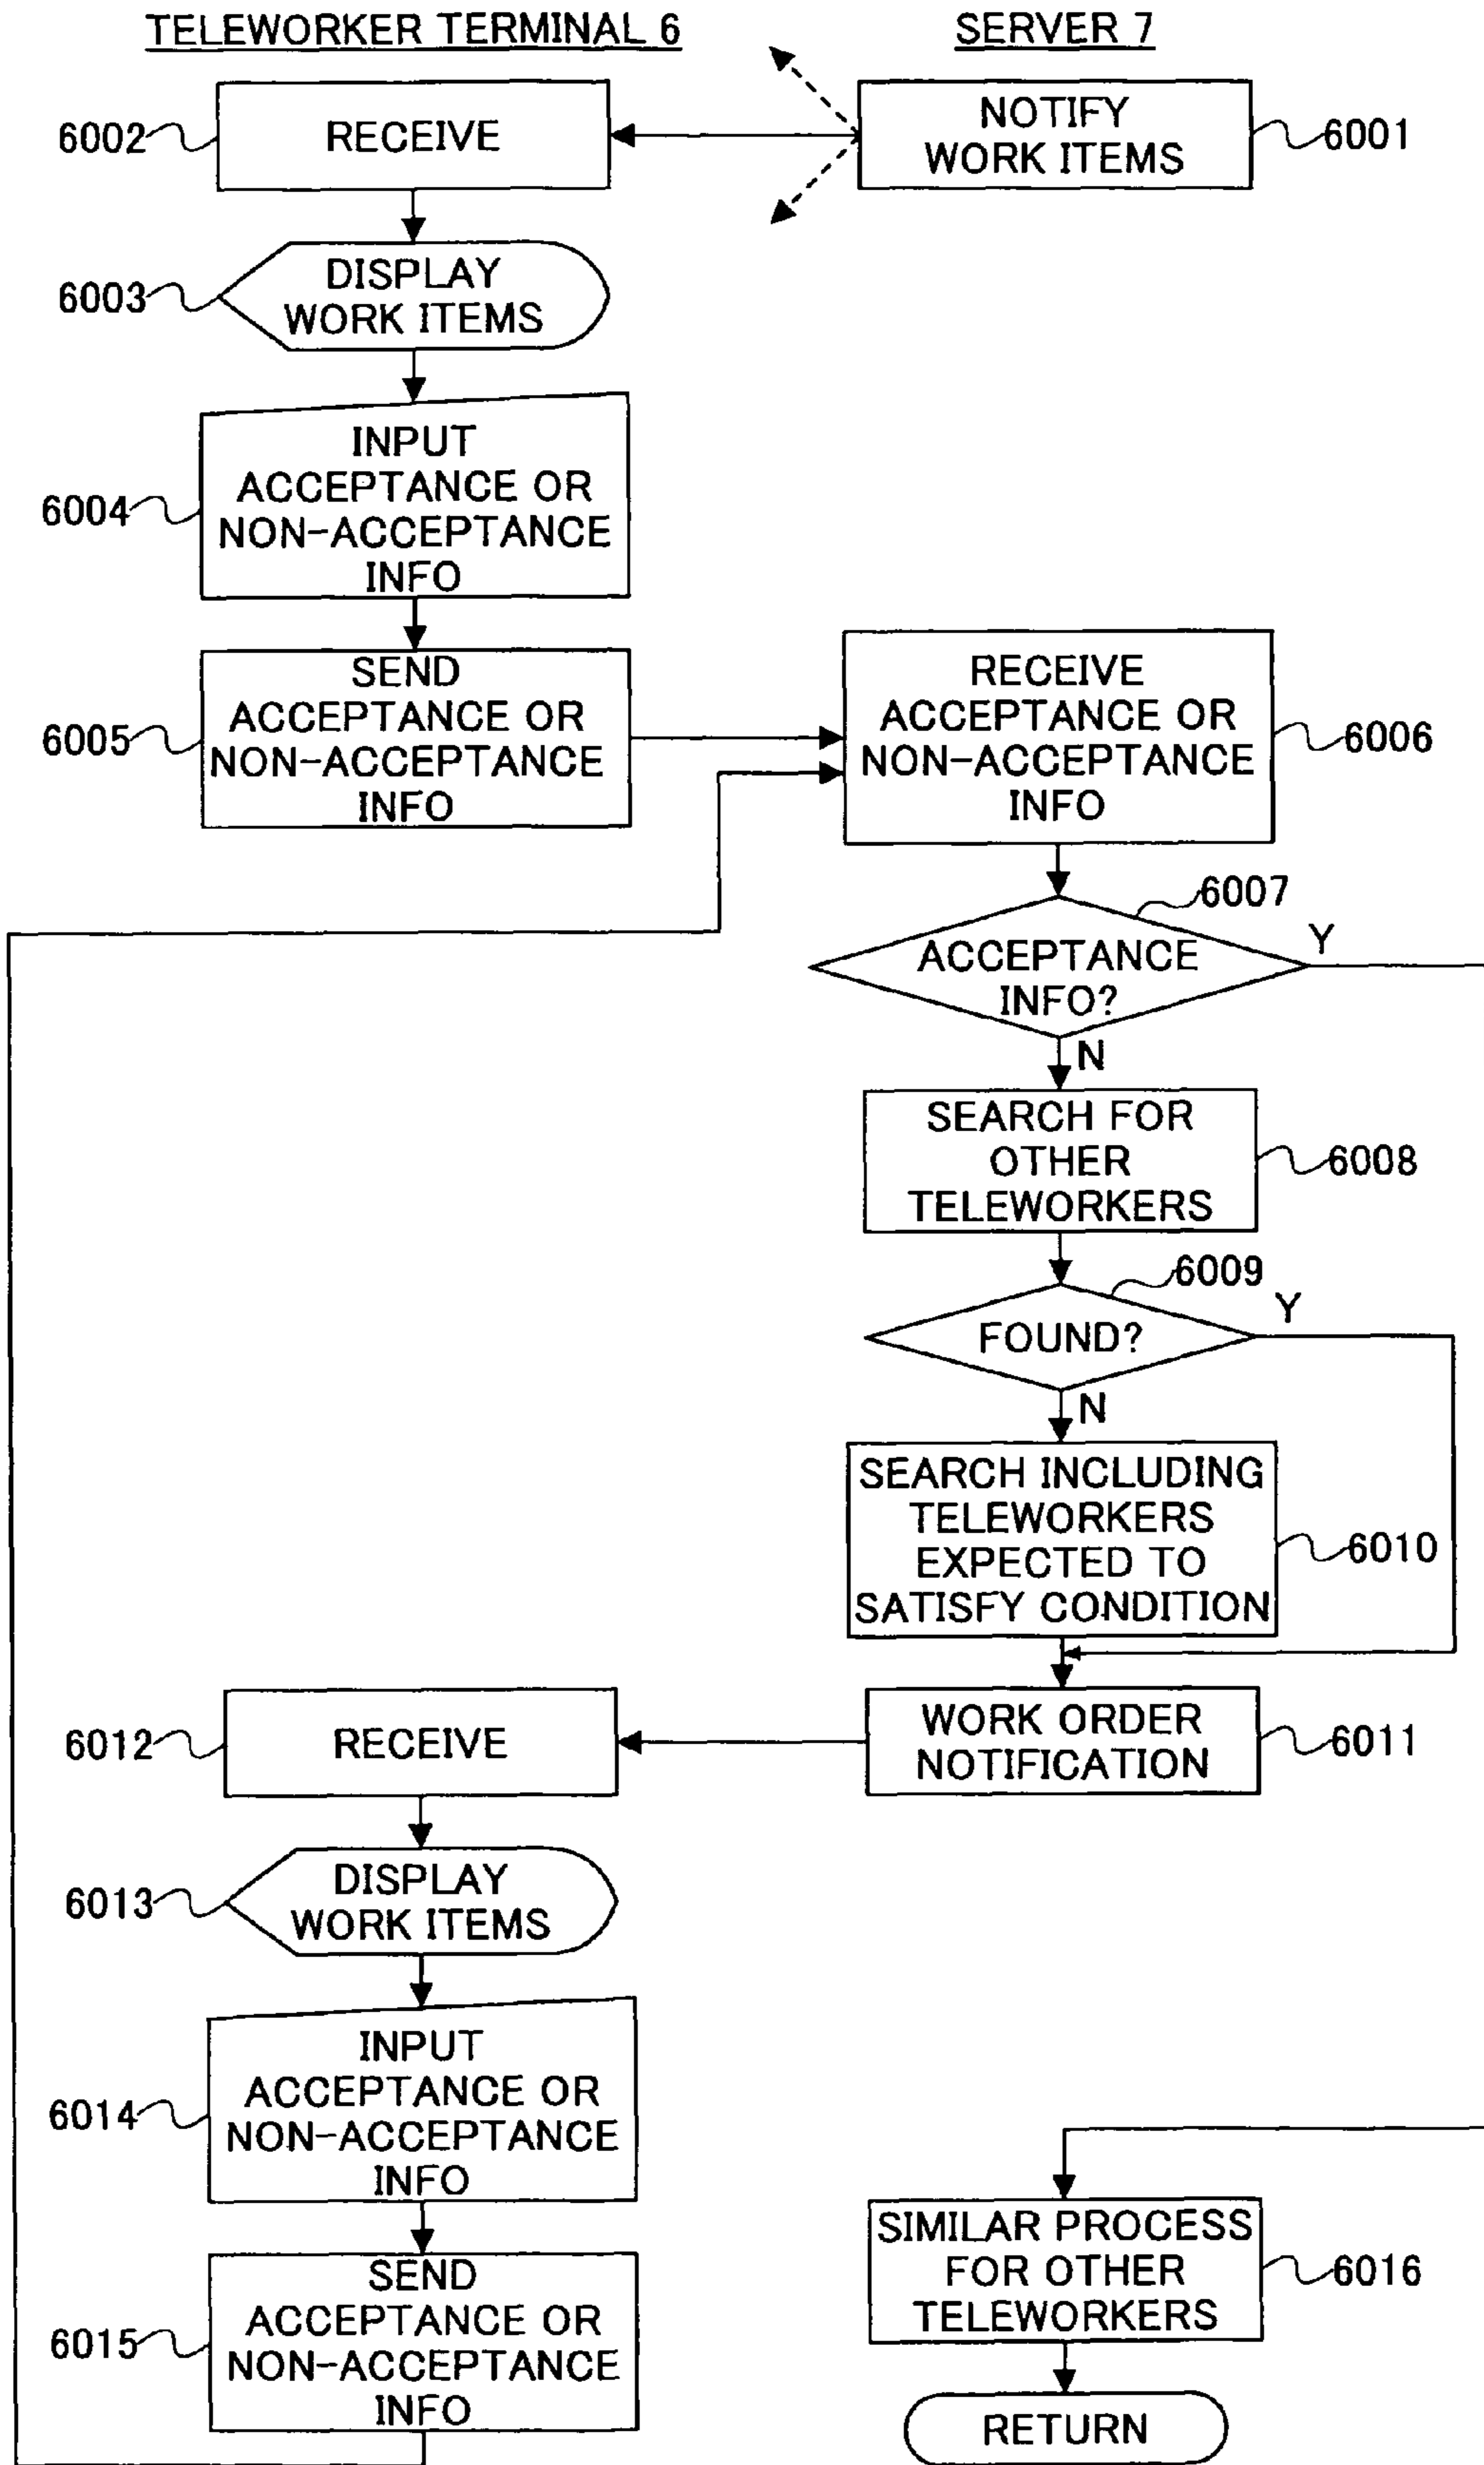 TELEWORKER TERMINAL 6
SERVER 7
6002
RECEIVE
NOTIFY
WORK ITEMS
6001
6003
DISPLAY
WORK ITEMS
6004
INPUT
ACCEPTANCE OR
NON-ACCEPTANCE
INFO
6005
SEND
ACCEPTANCE OR
NON-ACCEPTANCE
INFO
RECEIVE
ACCEPTANCE OR
NON-ACCEPTANCE
INFO
6006
6007
ACCEPTANCE
INFO?
Y
N
SEARCH FOR
OTHER
TELEWORKERS
6008
6009
FOUND?
Y
N
SEARCH INCLUDING
TELEWORKERS
EXPECTED TO
SATISFY CONDITION
6010
WORK ORDER
NOTIFICATION
6011
6012
RECEIVE
6013
DISPLAY
WORK ITEMS
6014
INPUT
ACCEPTANCE OR
NON-ACCEPTANCE
INFO
6015
SEND
ACCEPTANCE OR
NON-ACCEPTANCE
INFO
SIMILAR PROCESS
FOR OTHER
TELEWORKERS
6016
RETURN